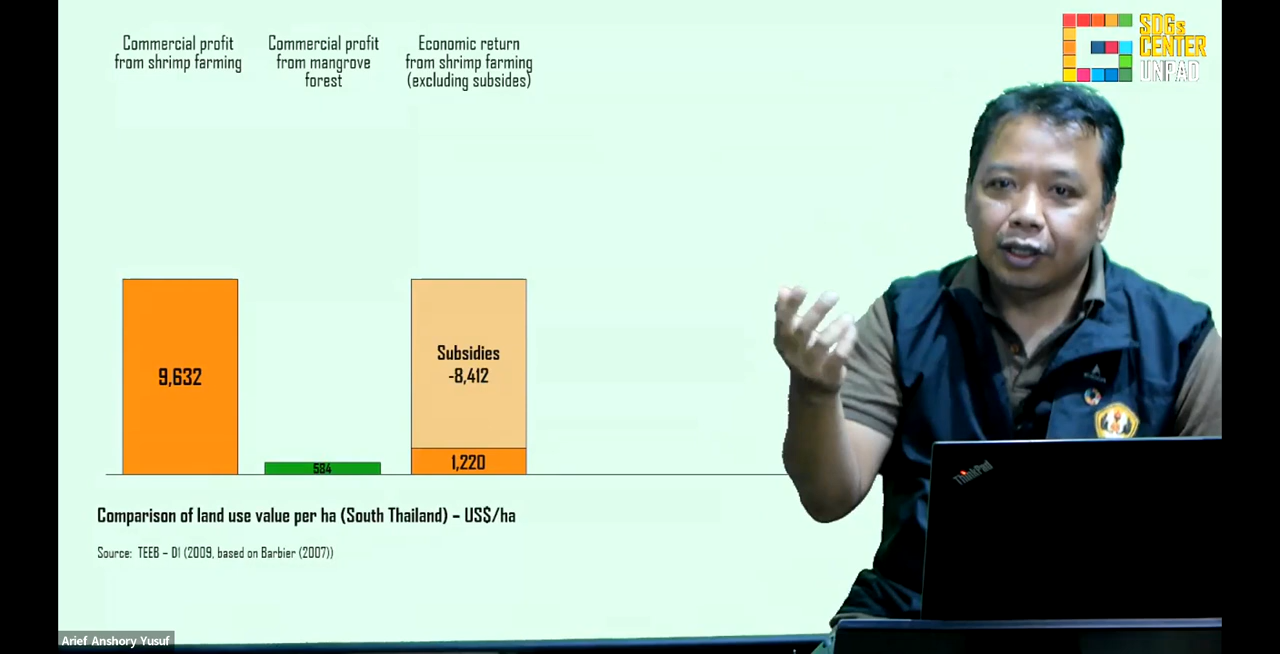 Commercial profit
from shrimp farming
Commercial profit
from mangrove
forest
Economic return
from shrimp farming
(excluding subsides)
SDGs
CENTER
UNPAD
9,632
584
Subsidies
-8,412
1,220
ThinkPad
Comparison of land use value per ha (South Thailand) – US$/ha
Source: TEEB – D1 (2009, based on Barbier (2007))
Arief Anshory Yusuf